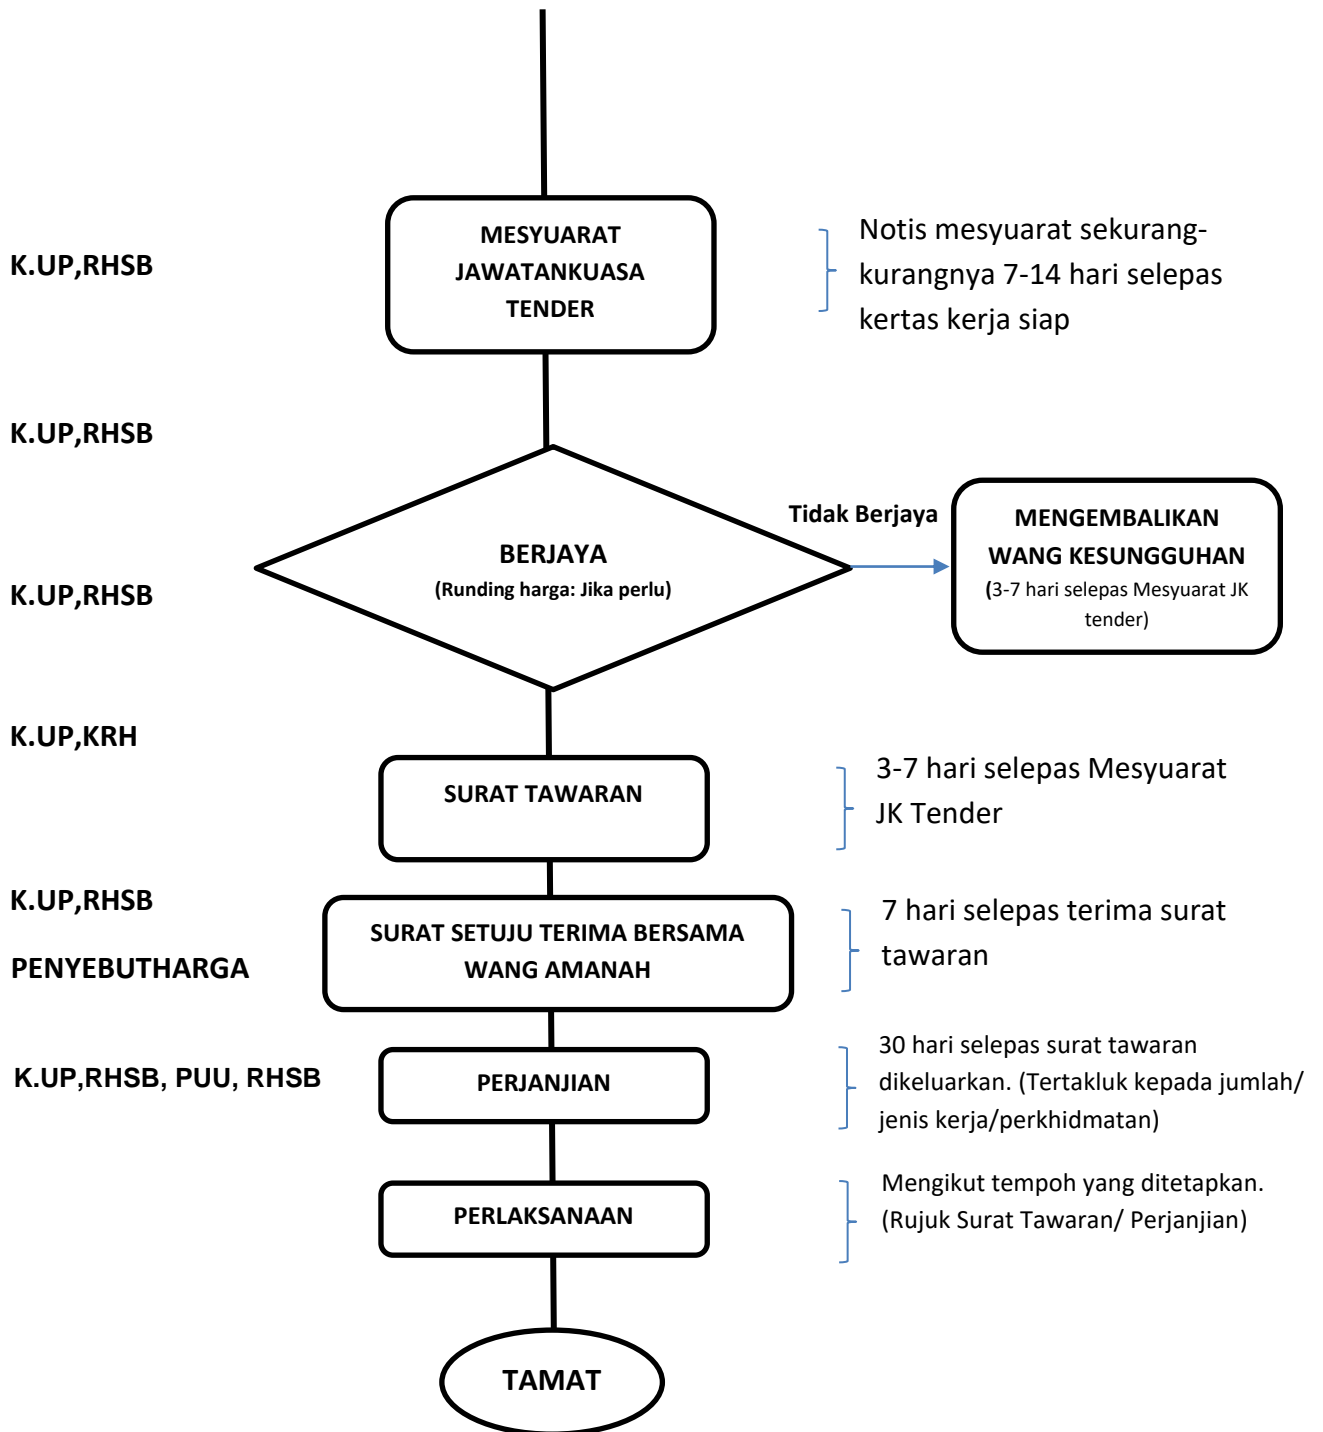 K.UP,RHSB
MESYUARAT
JAWATANKUASA
TENDER
Notis mesyuarat sekurang-
kurangnya 7-14 hari selepas
kertas kerja siap
K.UP,RHSB
BERJAYA
(Runding harga: Jika perlu)
Tidak Berjaya
MENGEMBALIKAN
WANG KESUNGGUHAN
(3-7 hari selepas Mesyuarat JK
tender)
K.UP,RHSB
K.UP,KRH
SURAT TAWARAN
3-7 hari selepas Mesyuarat
JK Tender
K.UP,RHSB
PENYEBUTHARGA
SURAT SETUJU TERIMA BERSAMA
WANG AMANAH
7 hari selepas terima surat
tawaran
K.UP,RHSB, PUU, RHSB
PERJANJIAN
30 hari selepas surat tawaran
dikeluarkan. (Tertakluk kepada jumlah/
jenis kerja/perkhidmatan)
PERLAKSANAAN
Mengikut tempoh yang ditetapkan.
(Rujuk Surat Tawaran/ Perjanjian)
TAMAT